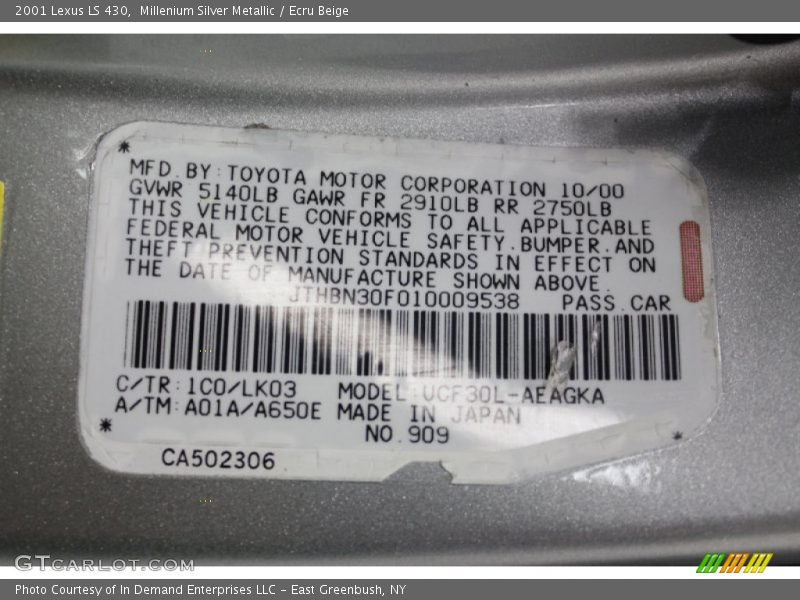 2001 Lexus LS 430,  Millenium Silver Metallic / Ecru Beige
MFD.BY:TOYOTA MOTOR CORPORATION 10/00
GVWR 5140LB GAWR FR 2910LB RR 2750LB
THIS VEHICLE CONFORMS TO ALL APPLICABLE
FEDERAL MOTOR VEHICLE SAFETY.BUMPER.AND
THEFT PREVENTION STANDARDS IN EFFECT ON
THE DATE OF MANUFACTURE SHOWN ABOVE.
JTHBN30F010009538 PASS.CAR
C/TR:1C0/LK03 MODEL:UCF30L-AEAGKA
A/TM:A01A/A650E MADE IN JAPAN
NO.909
CA502306
GTcarlot.com
Photo Courtesy of In Demand Enterprises LLC - East Greenbush, NY